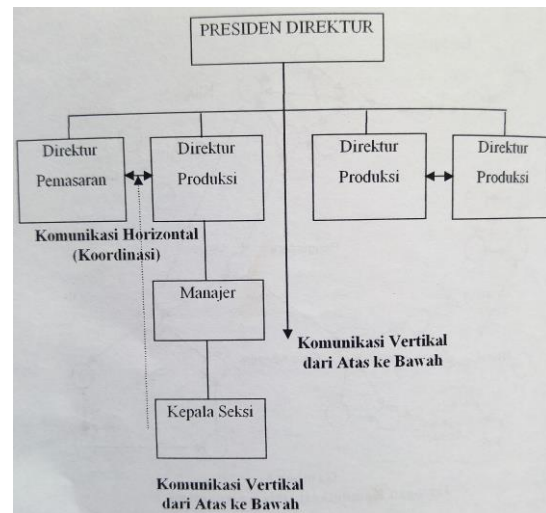 PRESIDEN DIREKTUR
Direktur
Pemasaran
Direktur
Produksi
Direktur
Produksi
Direktur
Produksi
Komunikasi Horizontal
(Koordinasi)
Manajer
Komunikasi Vertikal
dari Atas ke Bawah
Kepala Seksi
Komunikasi Vertikal
dari Atas ke Bawah